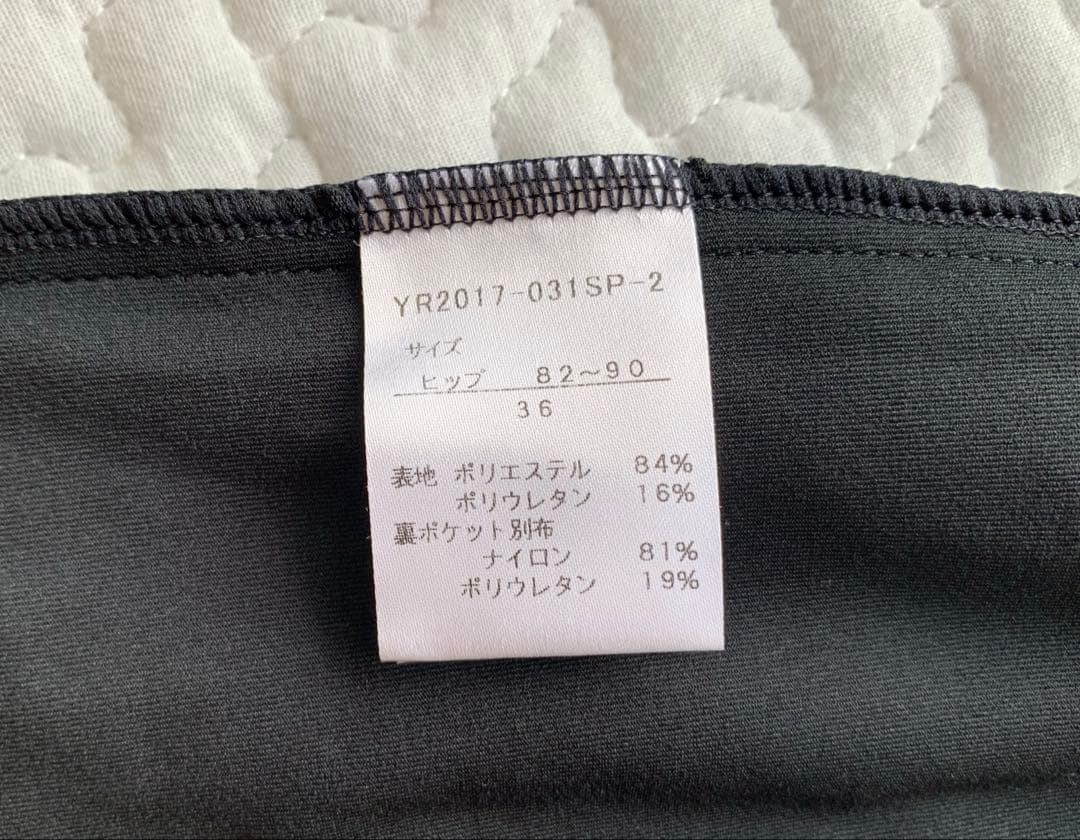 YR2017-031SP-2
サイズ
ヒップ 82～90
36
表地 ポリエステル 84%
ポリウレタン 16%
裏ポケット別布
ナイロン 81%
ポリウレタン 19%